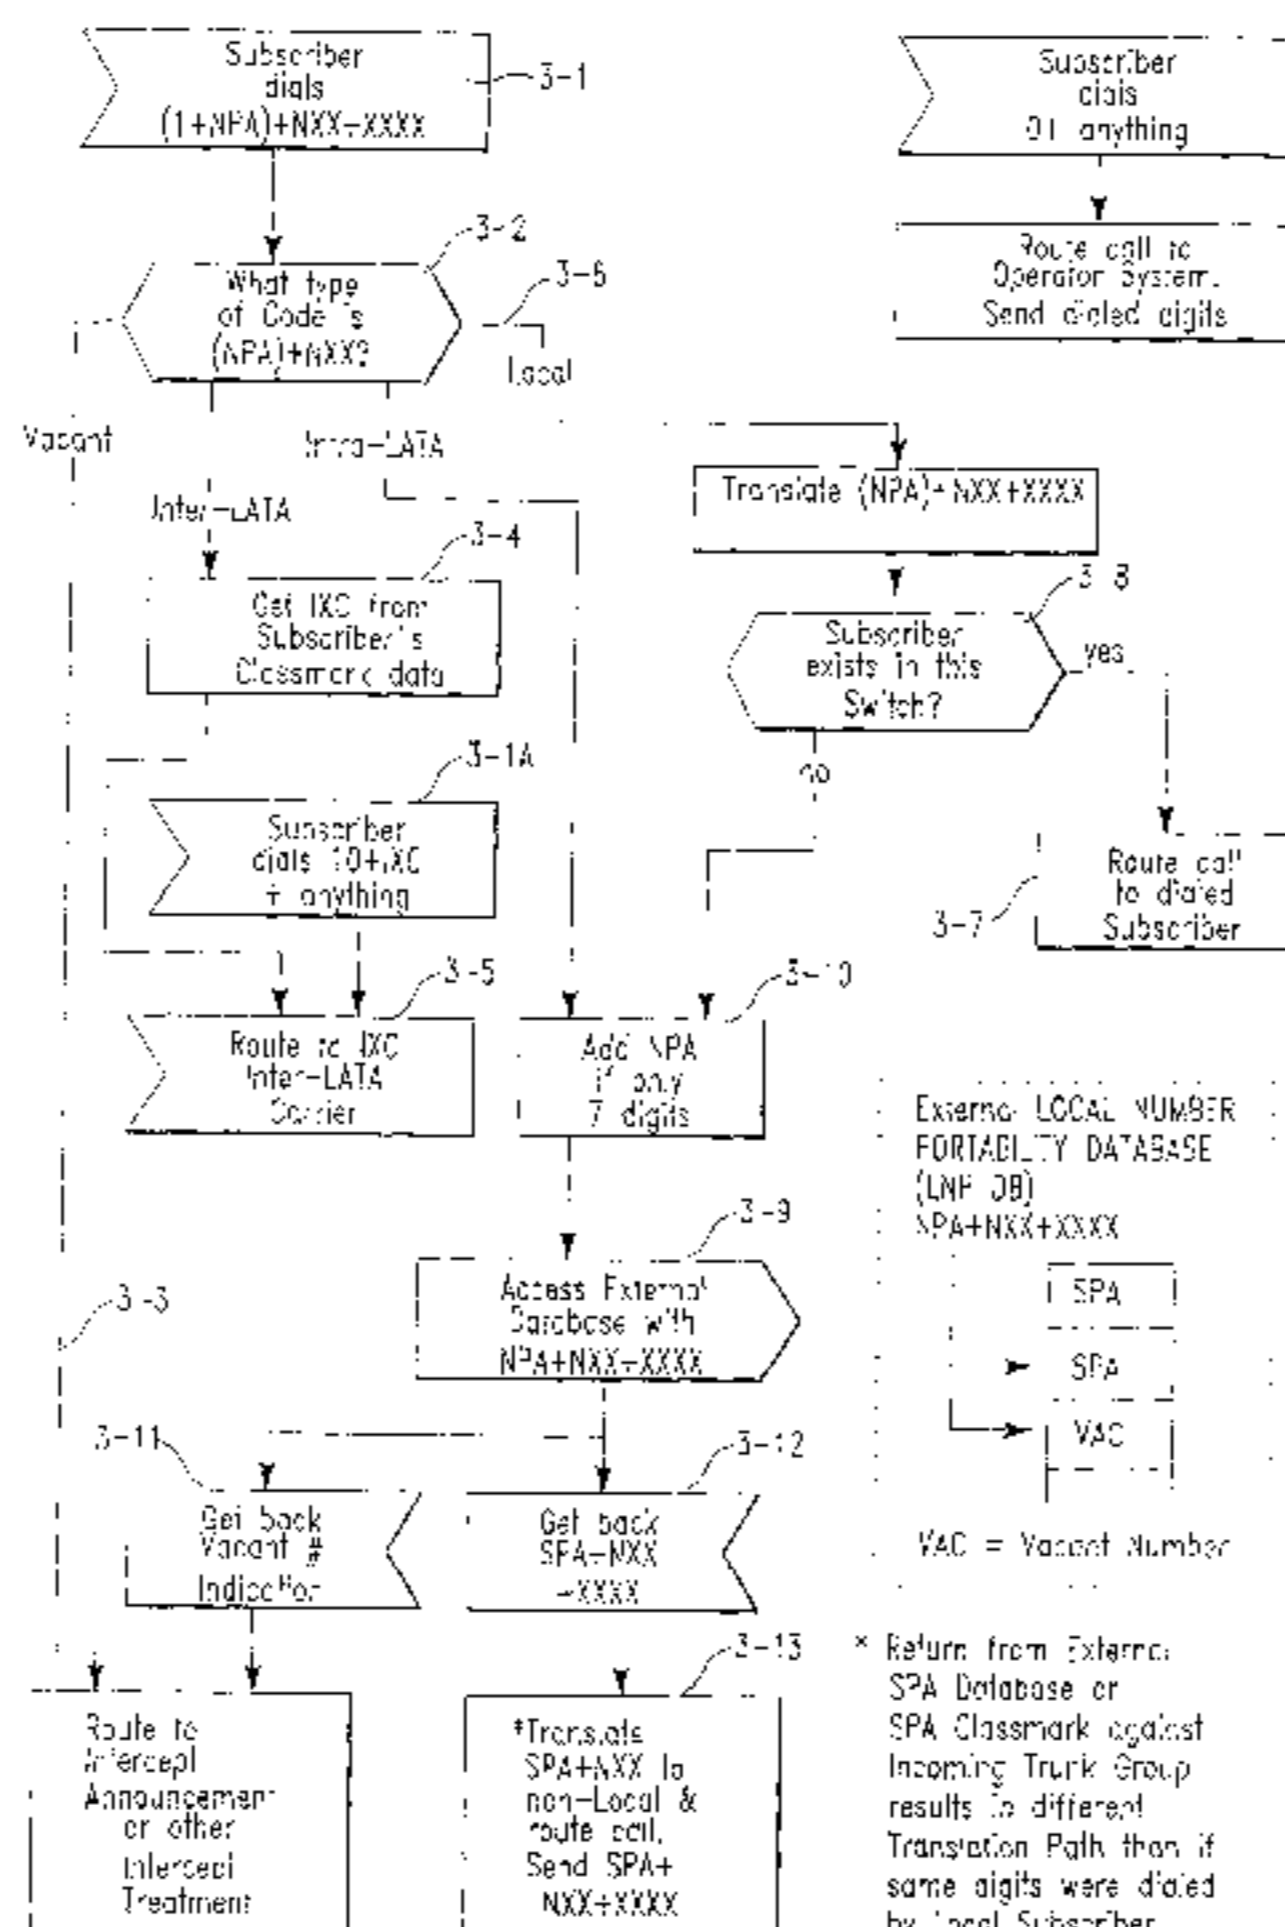 Subscriber
dials
(1+NPA)+NXX-XXXX
3-1
Subscriber
dials
01 anything
Route call to
Operator System.
Send dialed digits
3-2
What type
of Code is
(NPA)+NXX?
3-6
Local
Vacant
Intra-LATA
Inter-LATA
Translate (NPA)+NXX+XXXX
3-4
Get IXC from
Subscriber's
Classmark data
3-8
Subscriber
exists in this
Switch?
yes
no
3-1A
Subscriber
dials 10+IXC
+ anything
Route call
to dialed
Subscriber
3-7
3-5
Route to IXC
Inter-LATA
Carrier
3-10
Add NPA
if only
7 digits
External LOCAL NUMBER
PORTABILITY DATABASE
(LNP DB)
NPA+NXX+XXXX
SPA
SPA
VAC
VAC = Vacant Number
3-9
Access External
Database with
NPA+NXX-XXXX
3-3
3-11
Get back
Vacant #
Indication
3-12
Get back
SPA-NXX
-XXXX
3-13
Route to
Intercept
Announcement
or other
Intercept
Treatment
*Translate
SPA+NXX to
non-Local &
route call.
Send SPA+
NXX+XXXX
* Return from External
SPA Database or
SPA Classmark against
Incoming Trunk Group
results in different
Translation Path than if
same digits were dialed
by local Subscriber